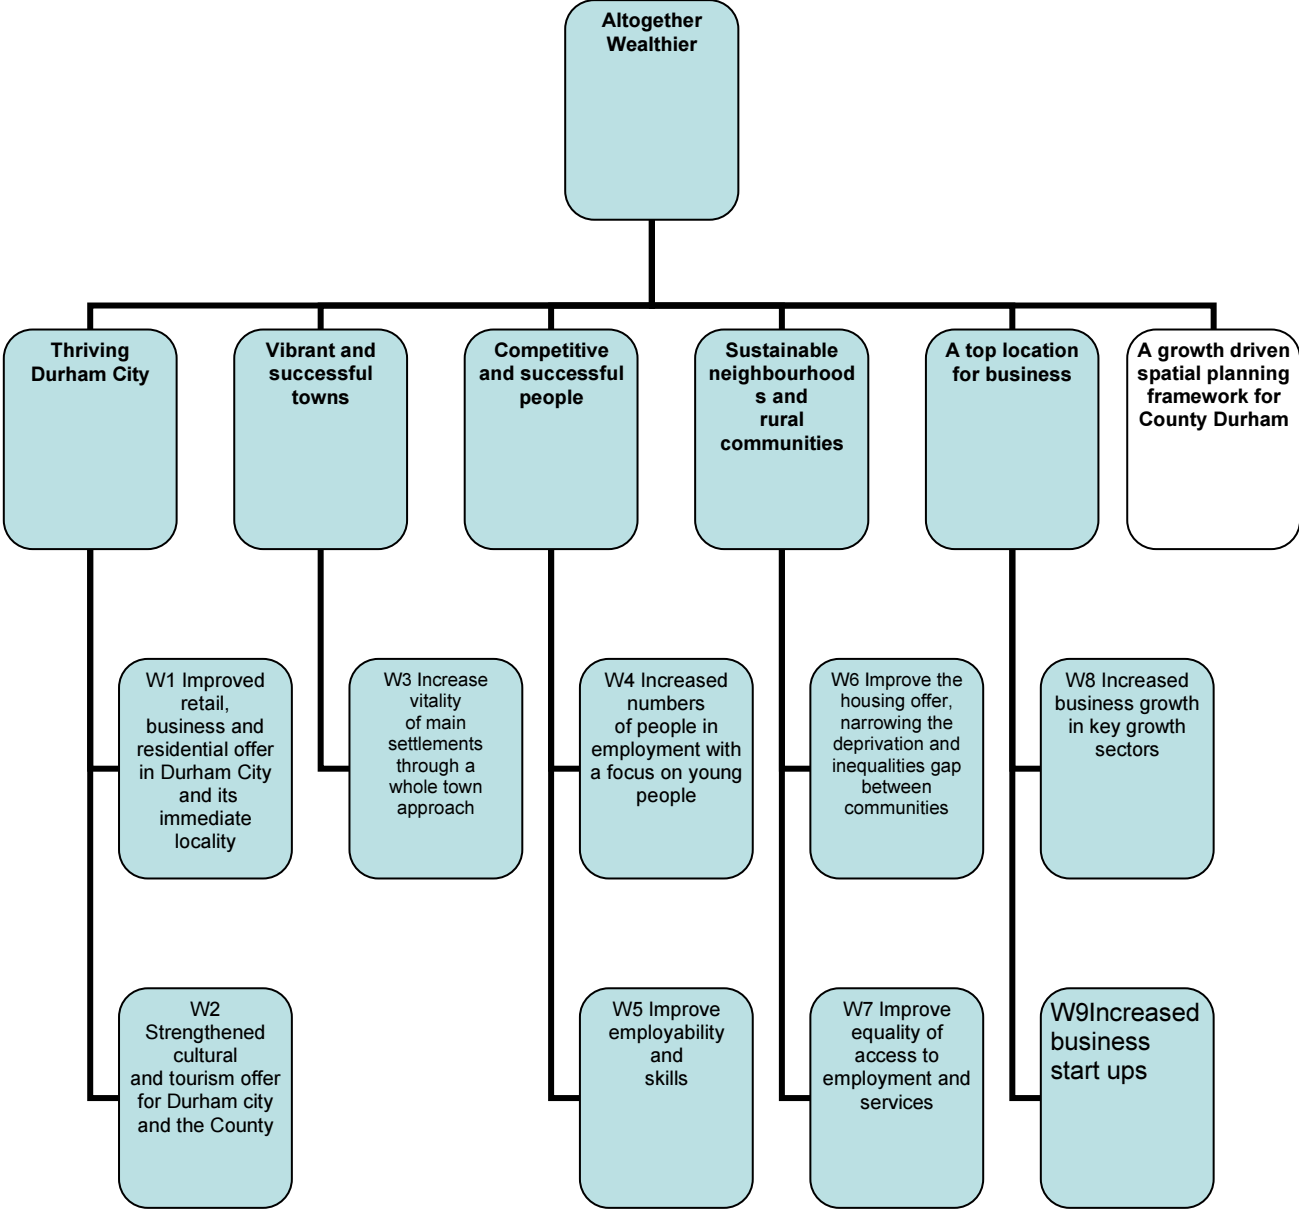 Altogether
Wealthier
Thriving
Durham City
Vibrant and
successful
towns
Competitive
and successful
people
Sustainable
neighbourhood
s and
rural
communities
A top location
for business
A growth driven
spatial planning
framework for
County Durham
W1 Improved
retail,
business and
residential offer
in Durham City
and its
immediate
locality
W3 Increase
vitality
of main
settlements
through a
whole town
approach
W4 Increased
numbers
of people in
employment with
a focus on young
people
W6 Improve the
housing offer,
narrowing the
deprivation and
inequalities gap
between
communities
W8 Increased
business growth
in key growth
sectors
W2
Strengthened
cultural
and tourism offer
for Durham city
and the County
W5 Improve
employability
and
skills
W7 Improve
equality of
access to
employment and
services
W9Increased
business
start ups